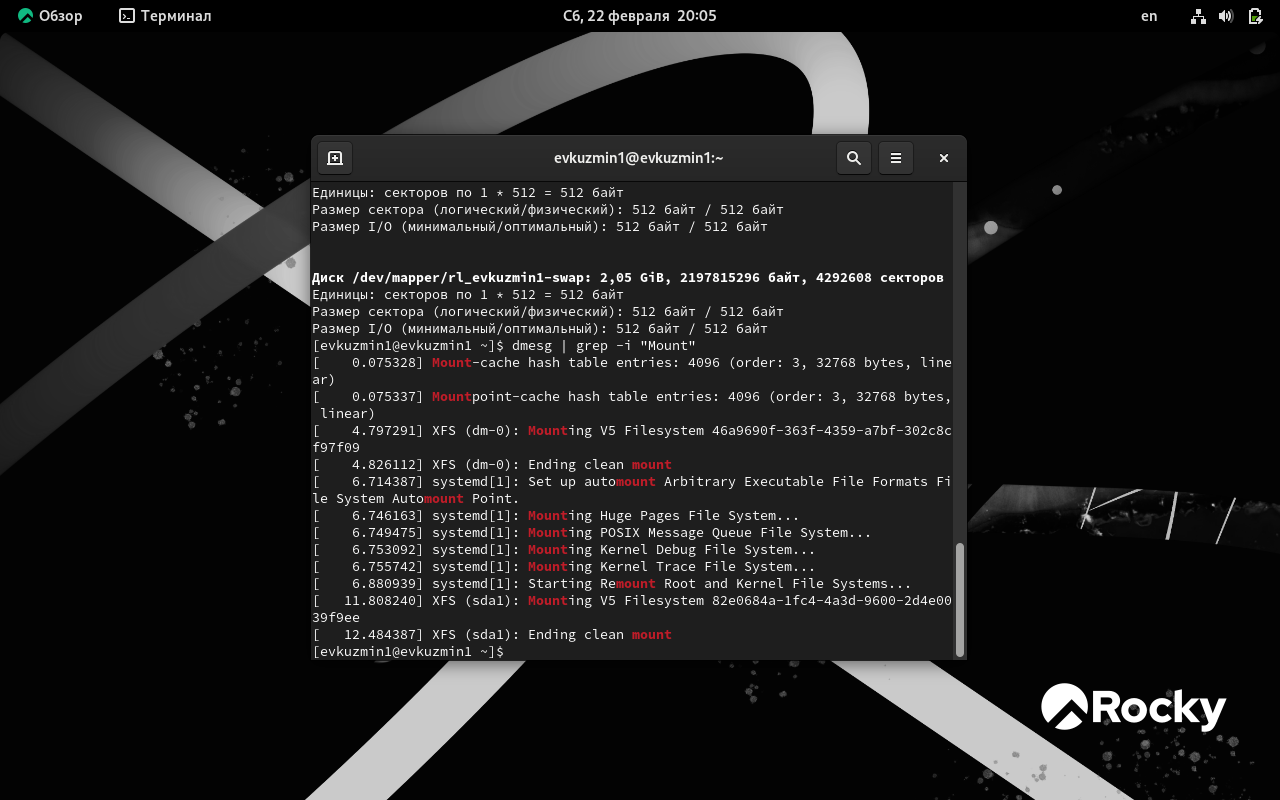 Обзор
Терминал
Сб, 22 февраля 20:05
en
evkuzmin1@evkuzmin1:~
Единицы: секторов по 1 * 512 = 512 байт
Размер сектора (логический/физический): 512 байт / 512 байт
Размер I/O (минимальный/оптимальный): 512 байт / 512 байт
Диск /dev/mapper/rl_evkuzmin1-swap: 2,05 GiB, 2197815296 байт, 4292608 секторов
Единицы: секторов по 1 * 512 = 512 байт
Размер сектора (логический/физический): 512 байт / 512 байт
Размер I/O (минимальный/оптимальный): 512 байт / 512 байт
[evkuzmin1@evkuzmin1 ~]$ dmesg | grep -i "Mount"
[    0.075328] Mount-cache hash table entries: 4096 (order: 3, 32768 bytes, line
ar)
[    0.075337] Mountpoint-cache hash table entries: 4096 (order: 3, 32768 bytes,
 linear)
[    4.797291] XFS (dm-0): Mounting V5 Filesystem 46a9690f-363f-4359-a7bf-302c8c
f97f09
[    4.826112] XFS (dm-0): Ending clean mount
[    6.714387] systemd[1]: Set up automount Arbitrary Executable File Formats Fi
le System Automount Point.
[    6.746163] systemd[1]: Mounting Huge Pages File System...
[    6.749475] systemd[1]: Mounting POSIX Message Queue File System...
[    6.753092] systemd[1]: Mounting Kernel Debug File System...
[    6.755742] systemd[1]: Mounting Kernel Trace File System...
[    6.880939] systemd[1]: Starting Remount Root and Kernel File Systems...
[   11.808240] XFS (sda1): Mounting V5 Filesystem 82e0684a-1fc4-4a3d-9600-2d4e00
39f9ee
[   12.484387] XFS (sda1): Ending clean mount
[evkuzmin1@evkuzmin1 ~]$
Rocky